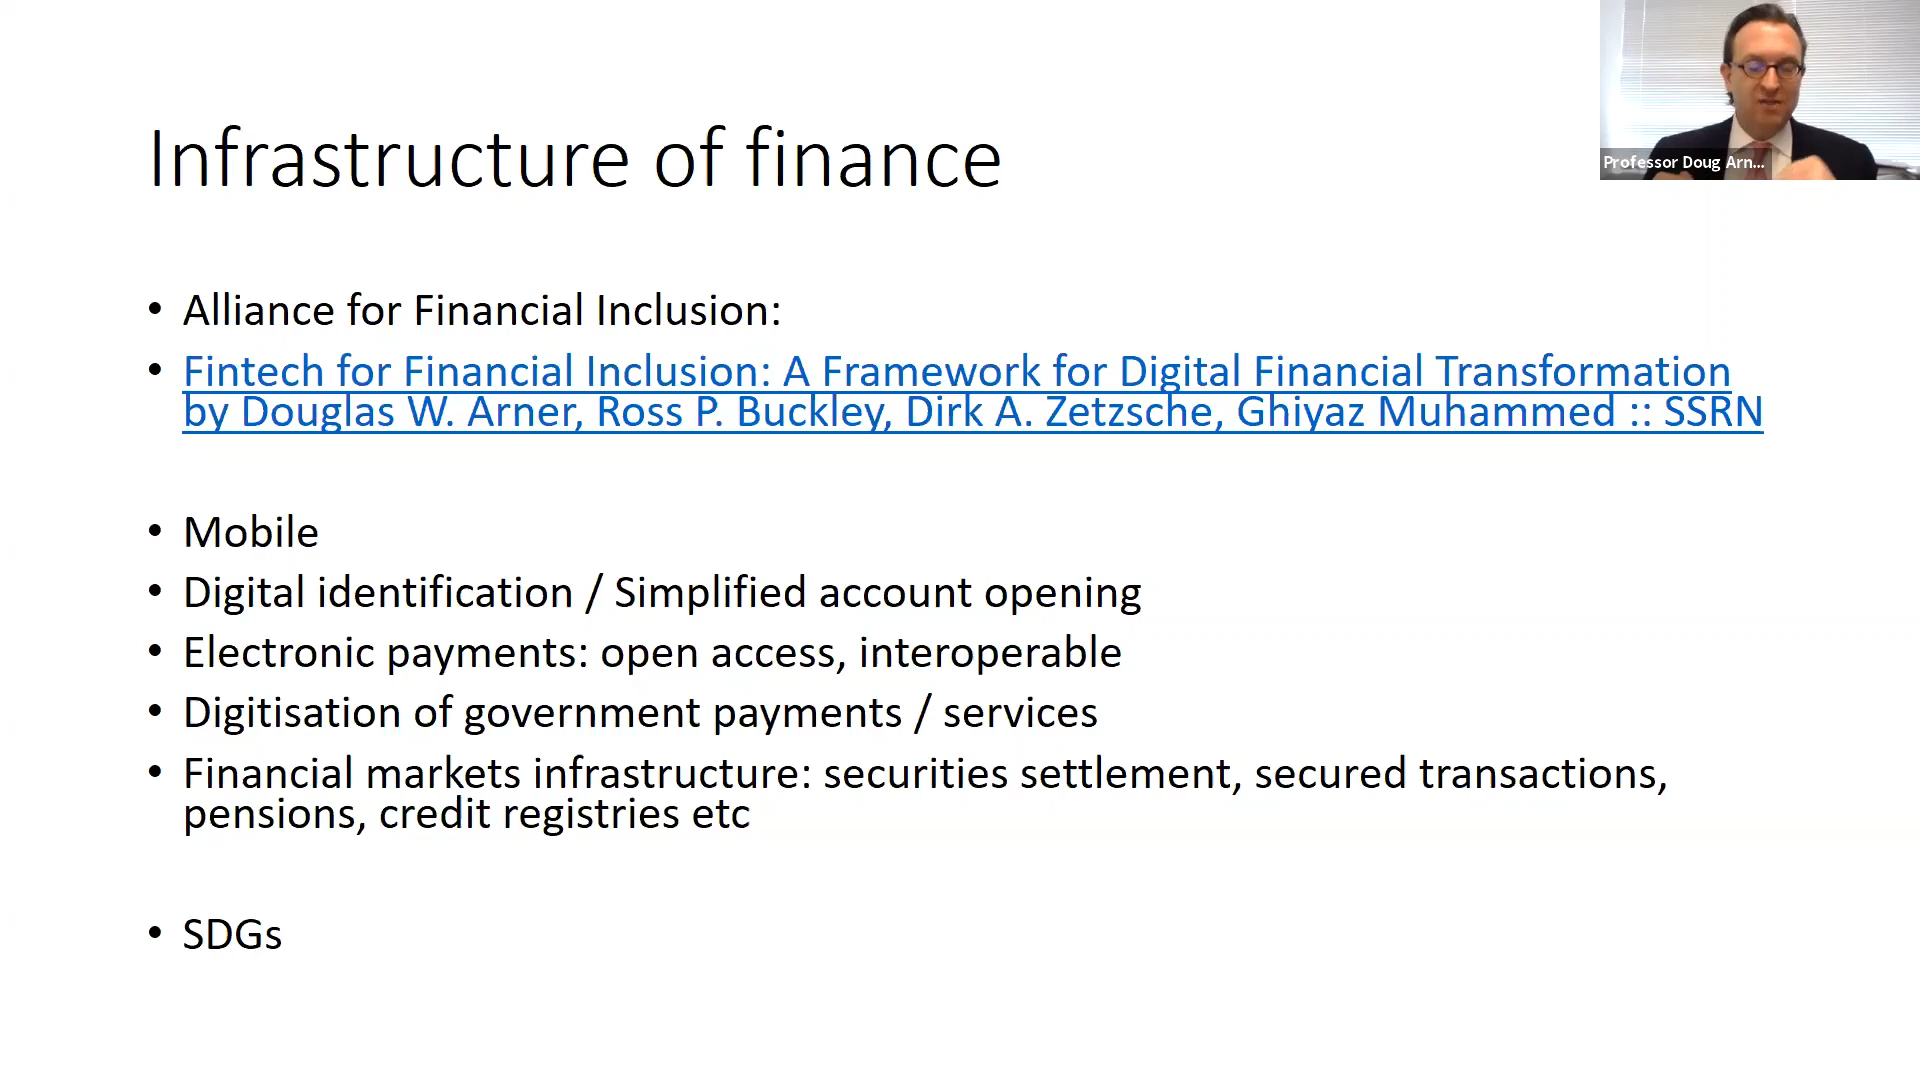 Infrastructure of finance
Professor Doug Arn...
• Alliance for Financial Inclusion:
• Fintech for Financial Inclusion: A Framework for Digital Financial Transformation
by Douglas W. Arner, Ross P. Buckley, Dirk A. Zetzsche, Ghiyaz Muhammed :: SSRN
• Mobile
• Digital identification / Simplified account opening
• Electronic payments: open access, interoperable
• Digitisation of government payments / services
• Financial markets infrastructure: securities settlement, secured transactions,
pensions, credit registries etc
• SDGs